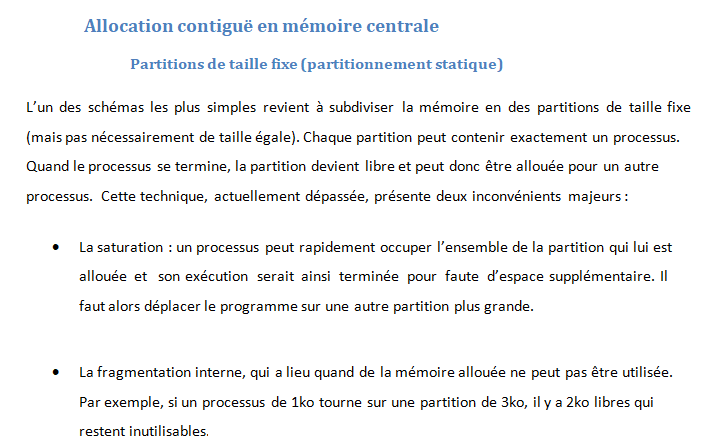 Allocation contiguë en mémoire centrale
Partitions de taille fixe (partitionnement statique)
L’un des schémas les plus simples revient à subdiviser la mémoire en des partitions de taille fixe
(mais pas nécessairement de taille égale). Chaque partition peut contenir exactement un processus.
Quand le processus se termine, la partition devient libre et peut donc être allouée pour un autre
processus. Cette technique, actuellement dépassée, présente deux inconvénients majeurs :
• La saturation : un processus peut rapidement occuper l’ensemble de la partition qui lui est
allouée et son exécution serait ainsi terminée pour faute d’espace supplémentaire. Il
faut alors déplacer le programme sur une autre partition plus grande.
• La fragmentation interne, qui a lieu quand de la mémoire allouée ne peut pas être utilisée.
Par exemple, si un processus de 1ko tourne sur une partition de 3ko, il y a 2ko libres qui
restent inutilisables.